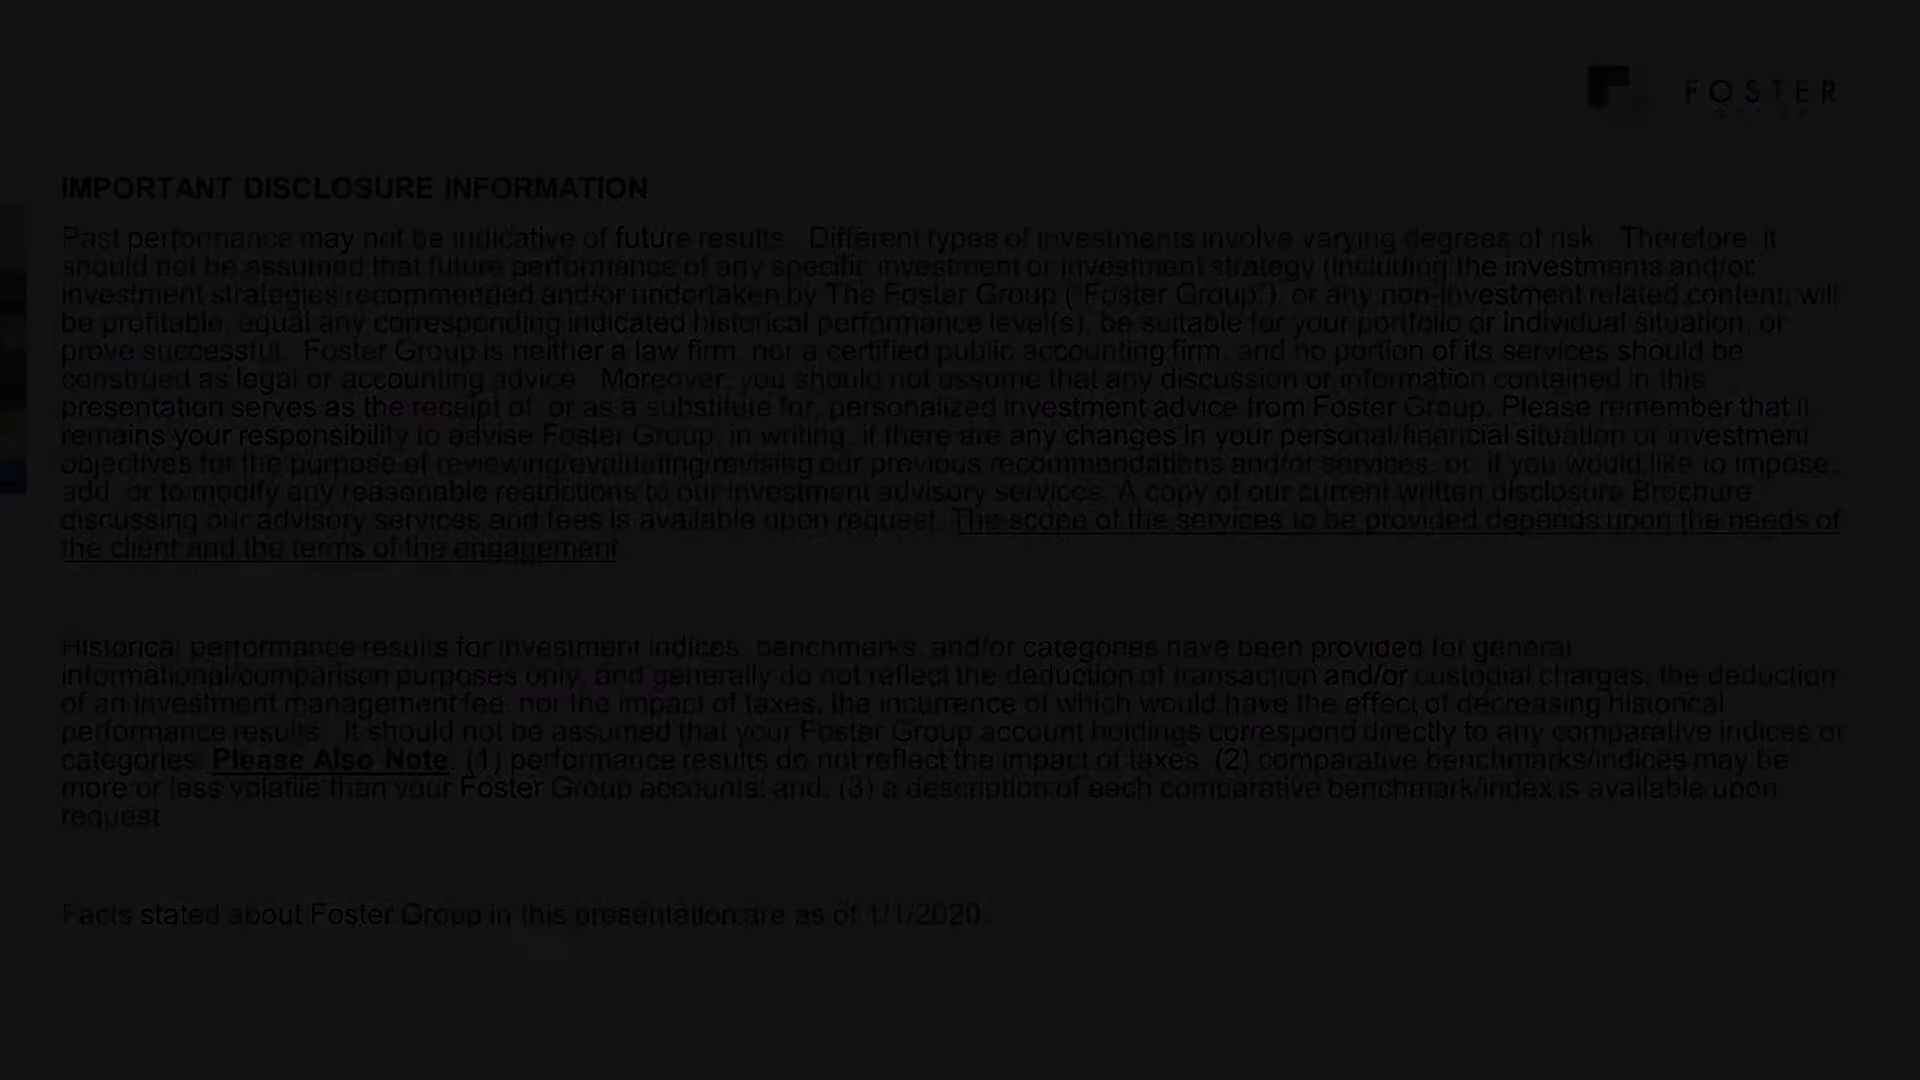 FOSTER
GROUP
IMPORTANT DISCLOSURE INFORMATION
Past performance may not be indicative of future results. Different types of investments involve varying degrees of risk. Therefore, it
should not be assumed that future performance of any specific investment or investment strategy (including the investments and/or
investment strategies recommended and/or undertaken by The Foster Group ("Foster Group"), or any non-investment related content, will
be profitable, equal any corresponding indicated historical performance level(s), be suitable for your portfolio or individual situation, or
prove successful. Foster Group is neither a law firm, nor a certified public accounting firm, and no portion of its services should be
construed as legal or accounting advice. Moreover, you should not assume that any discussion or information contained in this
presentation serves as the receipt of, or as a substitute for, personalized investment advice from Foster Group. Please remember that it
remains your responsibility to advise Foster Group, in writing, if there are any changes in your personal/financial situation or investment
objectives for the purpose of reviewing/evaluating/revising our previous recommendations and/or services, or, if you would like to impose,
add, or to modify any reasonable restrictions to our investment advisory services. A copy of our current written disclosure Brochure
discussing our advisory services and fees is available upon request. The scope of the services to be provided depends upon the needs of
the client and the terms of the engagement.
Historical performance results for investment indices, benchmarks, and/or categories have been provided for general
informational/comparison purposes only, and generally do not reflect the deduction of transaction and/or custodial charges, the deduction
of an investment management fee, nor the impact of taxes, the incurrence of which would have the effect of decreasing historical
performance results. It should not be assumed that your Foster Group account holdings correspond directly to any comparative indices or
categories. Please Also Note: (1) performance results do not reflect the impact of taxes; (2) comparative benchmarks/indices may be
more or less volatile than your Foster Group accounts; and, (3) a description of each comparative benchmark/index is available upon
request.
Facts stated about Foster Group in this presentation are as of 1/1/2020.